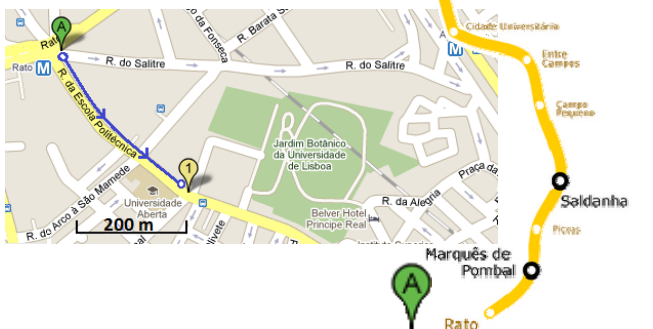 A
Rato
R. da Fonseca
R. Barata S
Rato M
R. do Salitre
R. do Salitre
M
R. da Escola Politécnica
1
Jardim Botânico
da Universidade
de Lisboa
R. do Arco à São Mamede
Universidade
Aberta
200 m
R. da Alegria
Praça da
Belver Hotel
Príncipe Real
Cidade Universitária
Entre
Campos
Campo
Pequeno
Saldanha
Picoas
Marquês de
Pombal
A
Rato